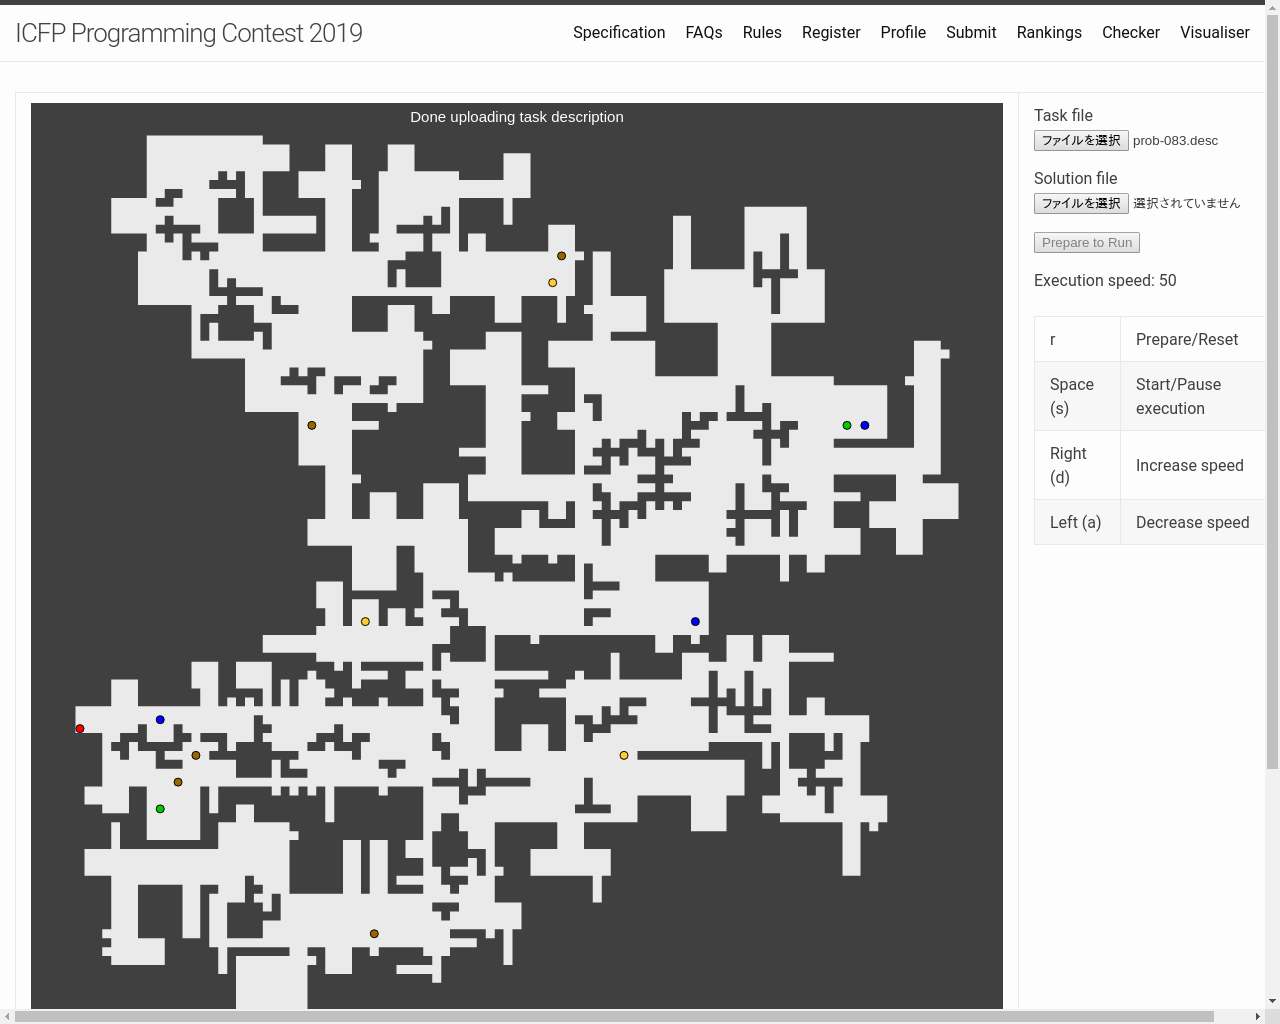 ICFP Programming Contest 2019
Specification FAQs Rules Register Profile Submit Rankings Checker Visualiser
Done uploading task description
Task file
ファイルを選択 prob-083.desc
Solution file
ファイルを選択 選択されていません
Prepare to Run
Execution speed: 50
r Prepare/Reset
Space (s) Start/Pause execution
Right (d) Increase speed
Left (a) Decrease speed